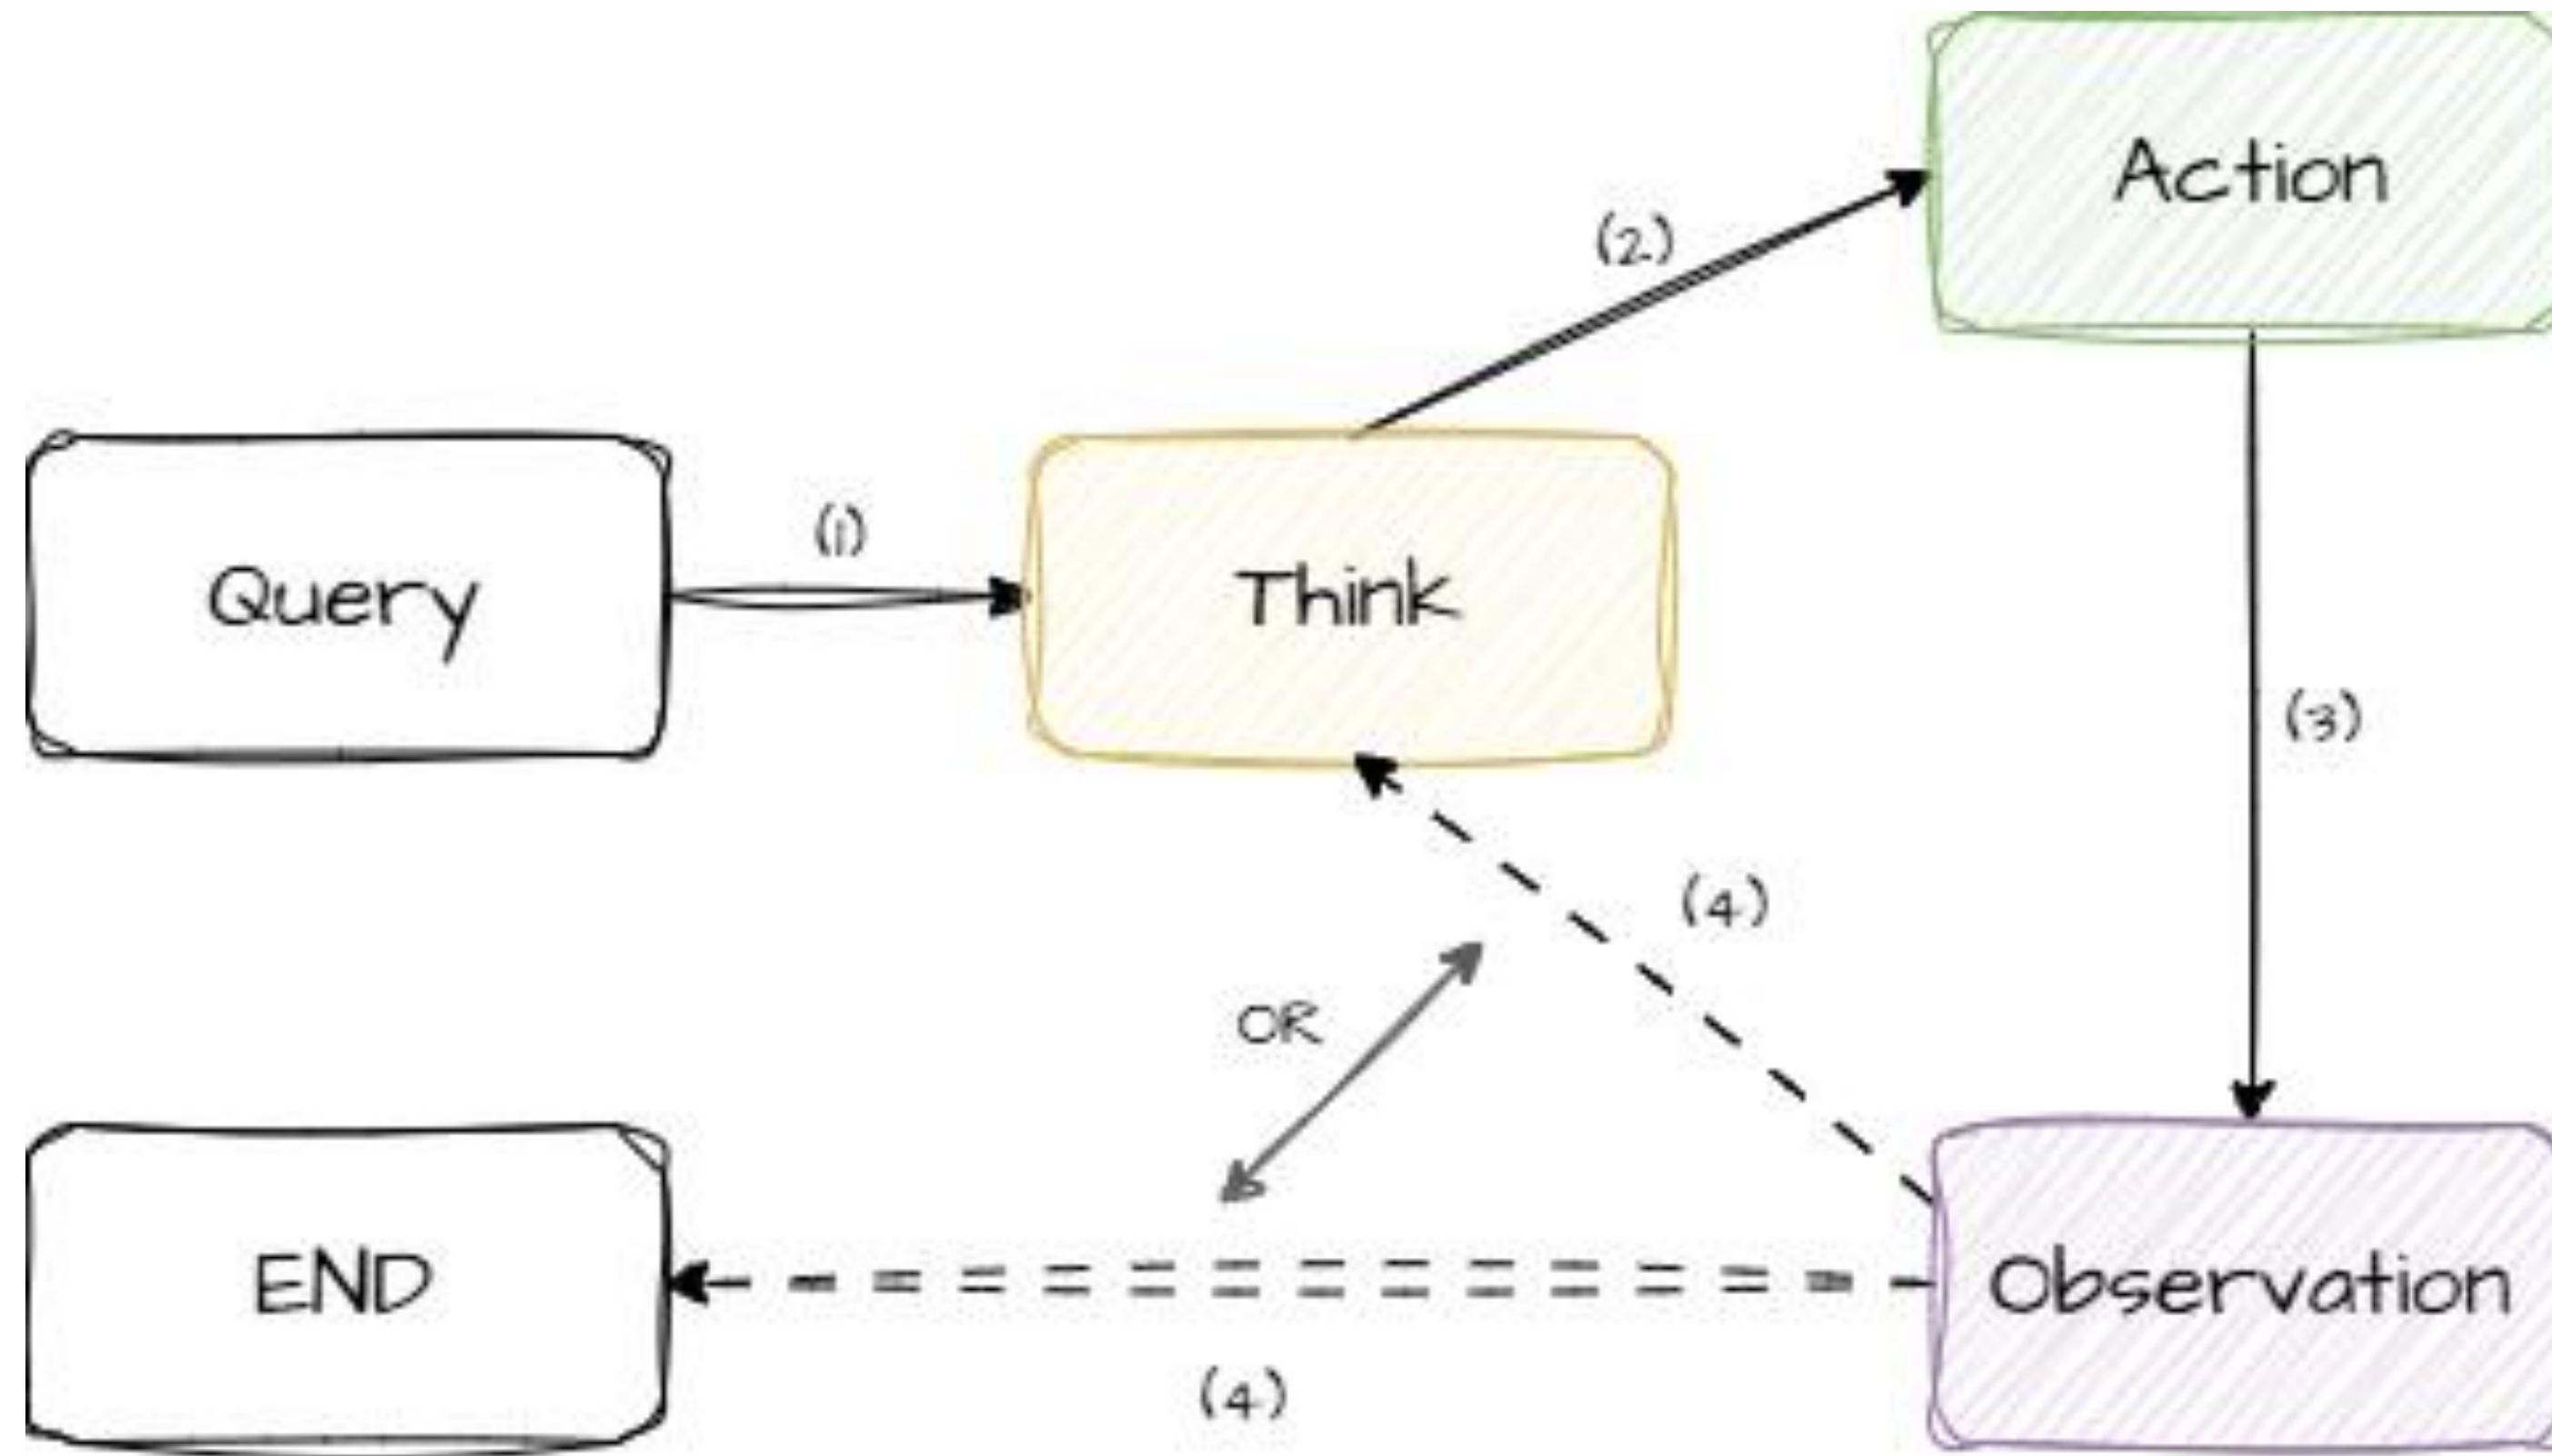 Action
(2)
Query
(1)
Think
(3)
(4)
OR
END
Observation
(4)